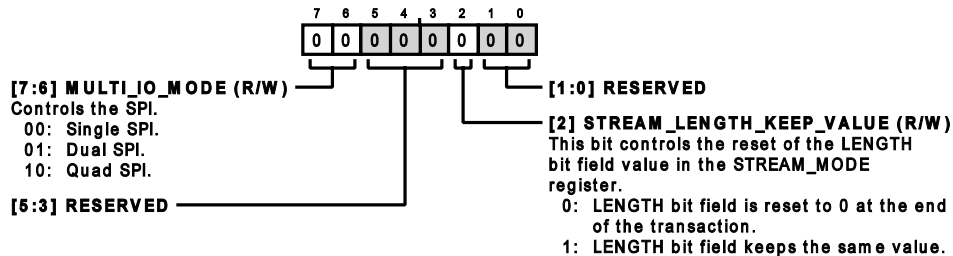 7 6 5 4 3 2 1 0
0 0 0 0 0 0 0 0
[7:6] MULTI_IO_MODE (R/W)
Controls the SPI.
00: Single SPI.
01: Dual SPI.
10: Quad SPI.
[5:3] RESERVED
[1:0] RESERVED
[2] STREAM_LENGTH_KEEP_VALUE (R/W)
This bit controls the reset of the LENGTH
bit field value in the STREAM_MODE
register.
0: LENGTH bit field is reset to 0 at the end
of the transaction.
1: LENGTH bit field keeps the same value.